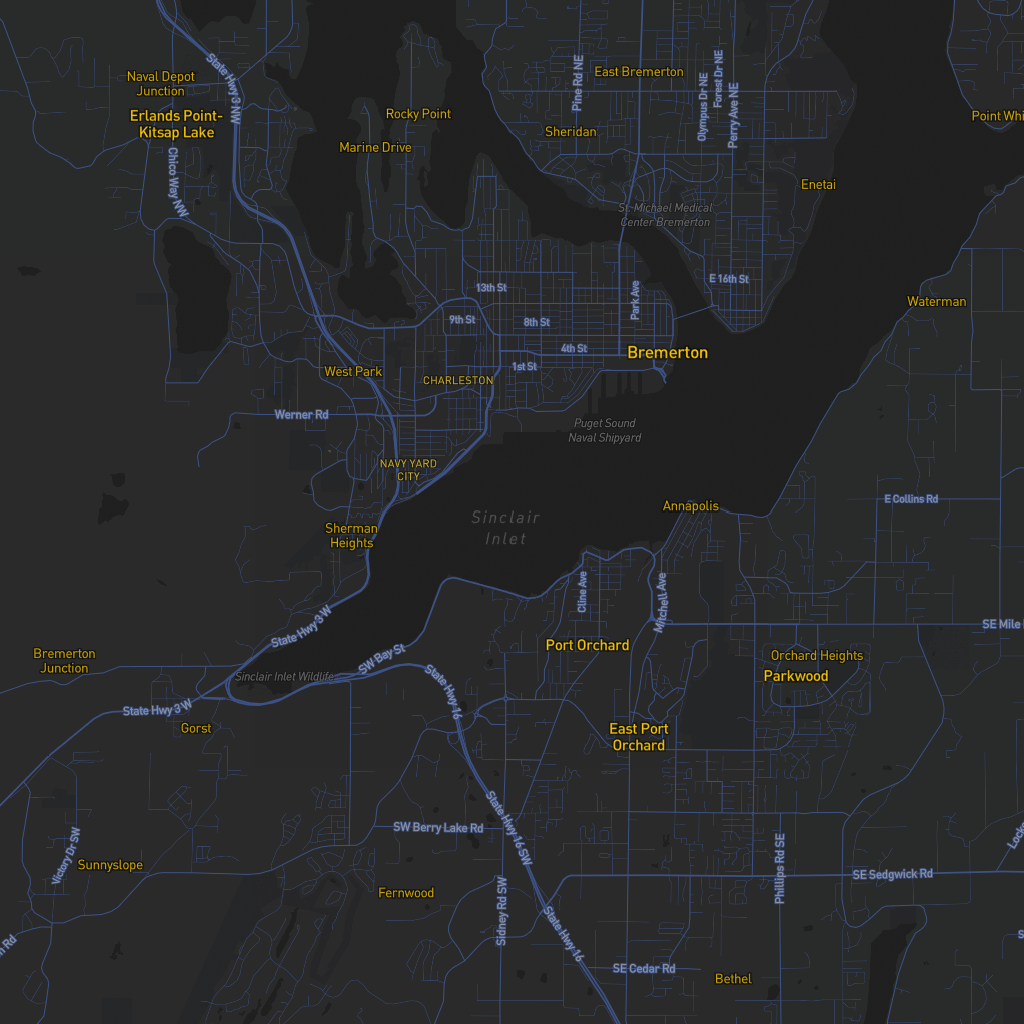 State Hwy 3 NW
Naval Depot
Junction
Erlands Point-
Kitsap Lake
Chico Way NW
Rocky Point
Marine Drive
Pine Rd NE
East Bremerton
Olympus Dr NE
Forest Dr NE
Perry Ave NE
Sheridan
Enetai
St. Michael Medical
Center Bremerton
E 16th St
Waterman
13th St
Park Ave
9th St
8th St
4th St
1st St
Bremerton
West Park
CHARLESTON
Werner Rd
Puget Sound
Naval Shipyard
NAVY YARD
CITY
Sinclair
Inlet
Sherman
Heights
Annapolis
E Collins Rd
Cline Ave
Mitchell Ave
State Hwy 3 W
SE Mile
Bremerton
Junction
SW Bay St
Port Orchard
Orchard Heights
Parkwood
Sinclair Inlet Wildlife
State Hwy 16
State Hwy 3 W
Gorst
East Port
Orchard
State Hwy 16 SW
SW Berry Lake Rd
Victory Dr SW
Sunnyslope
Phillips Rd SE
SE Sedgwick Rd
Fernwood
Sidney Rd SW
State Hwy 16
SE Cedar Rd
Bethel
Rd